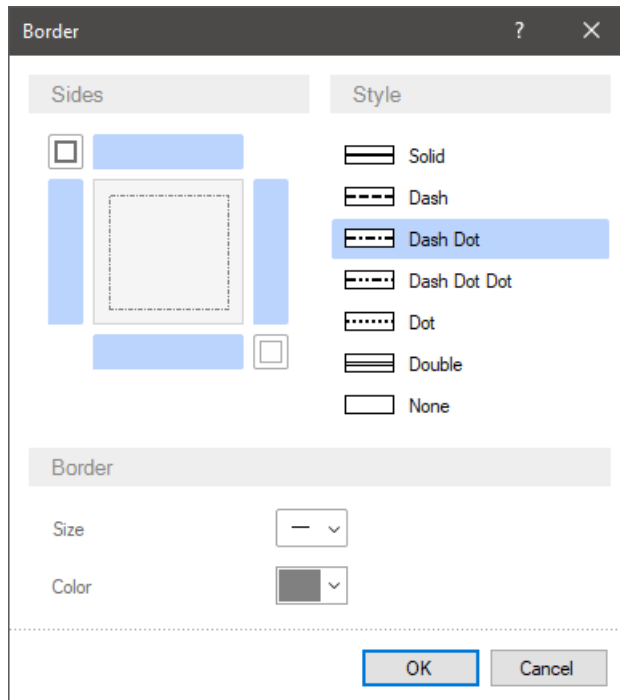 Border ?
Sides
Style
Solid
Dash
Dash Dot
Dash Dot Dot
Dot
Double
None
Border
Size
Color
OK Cancel